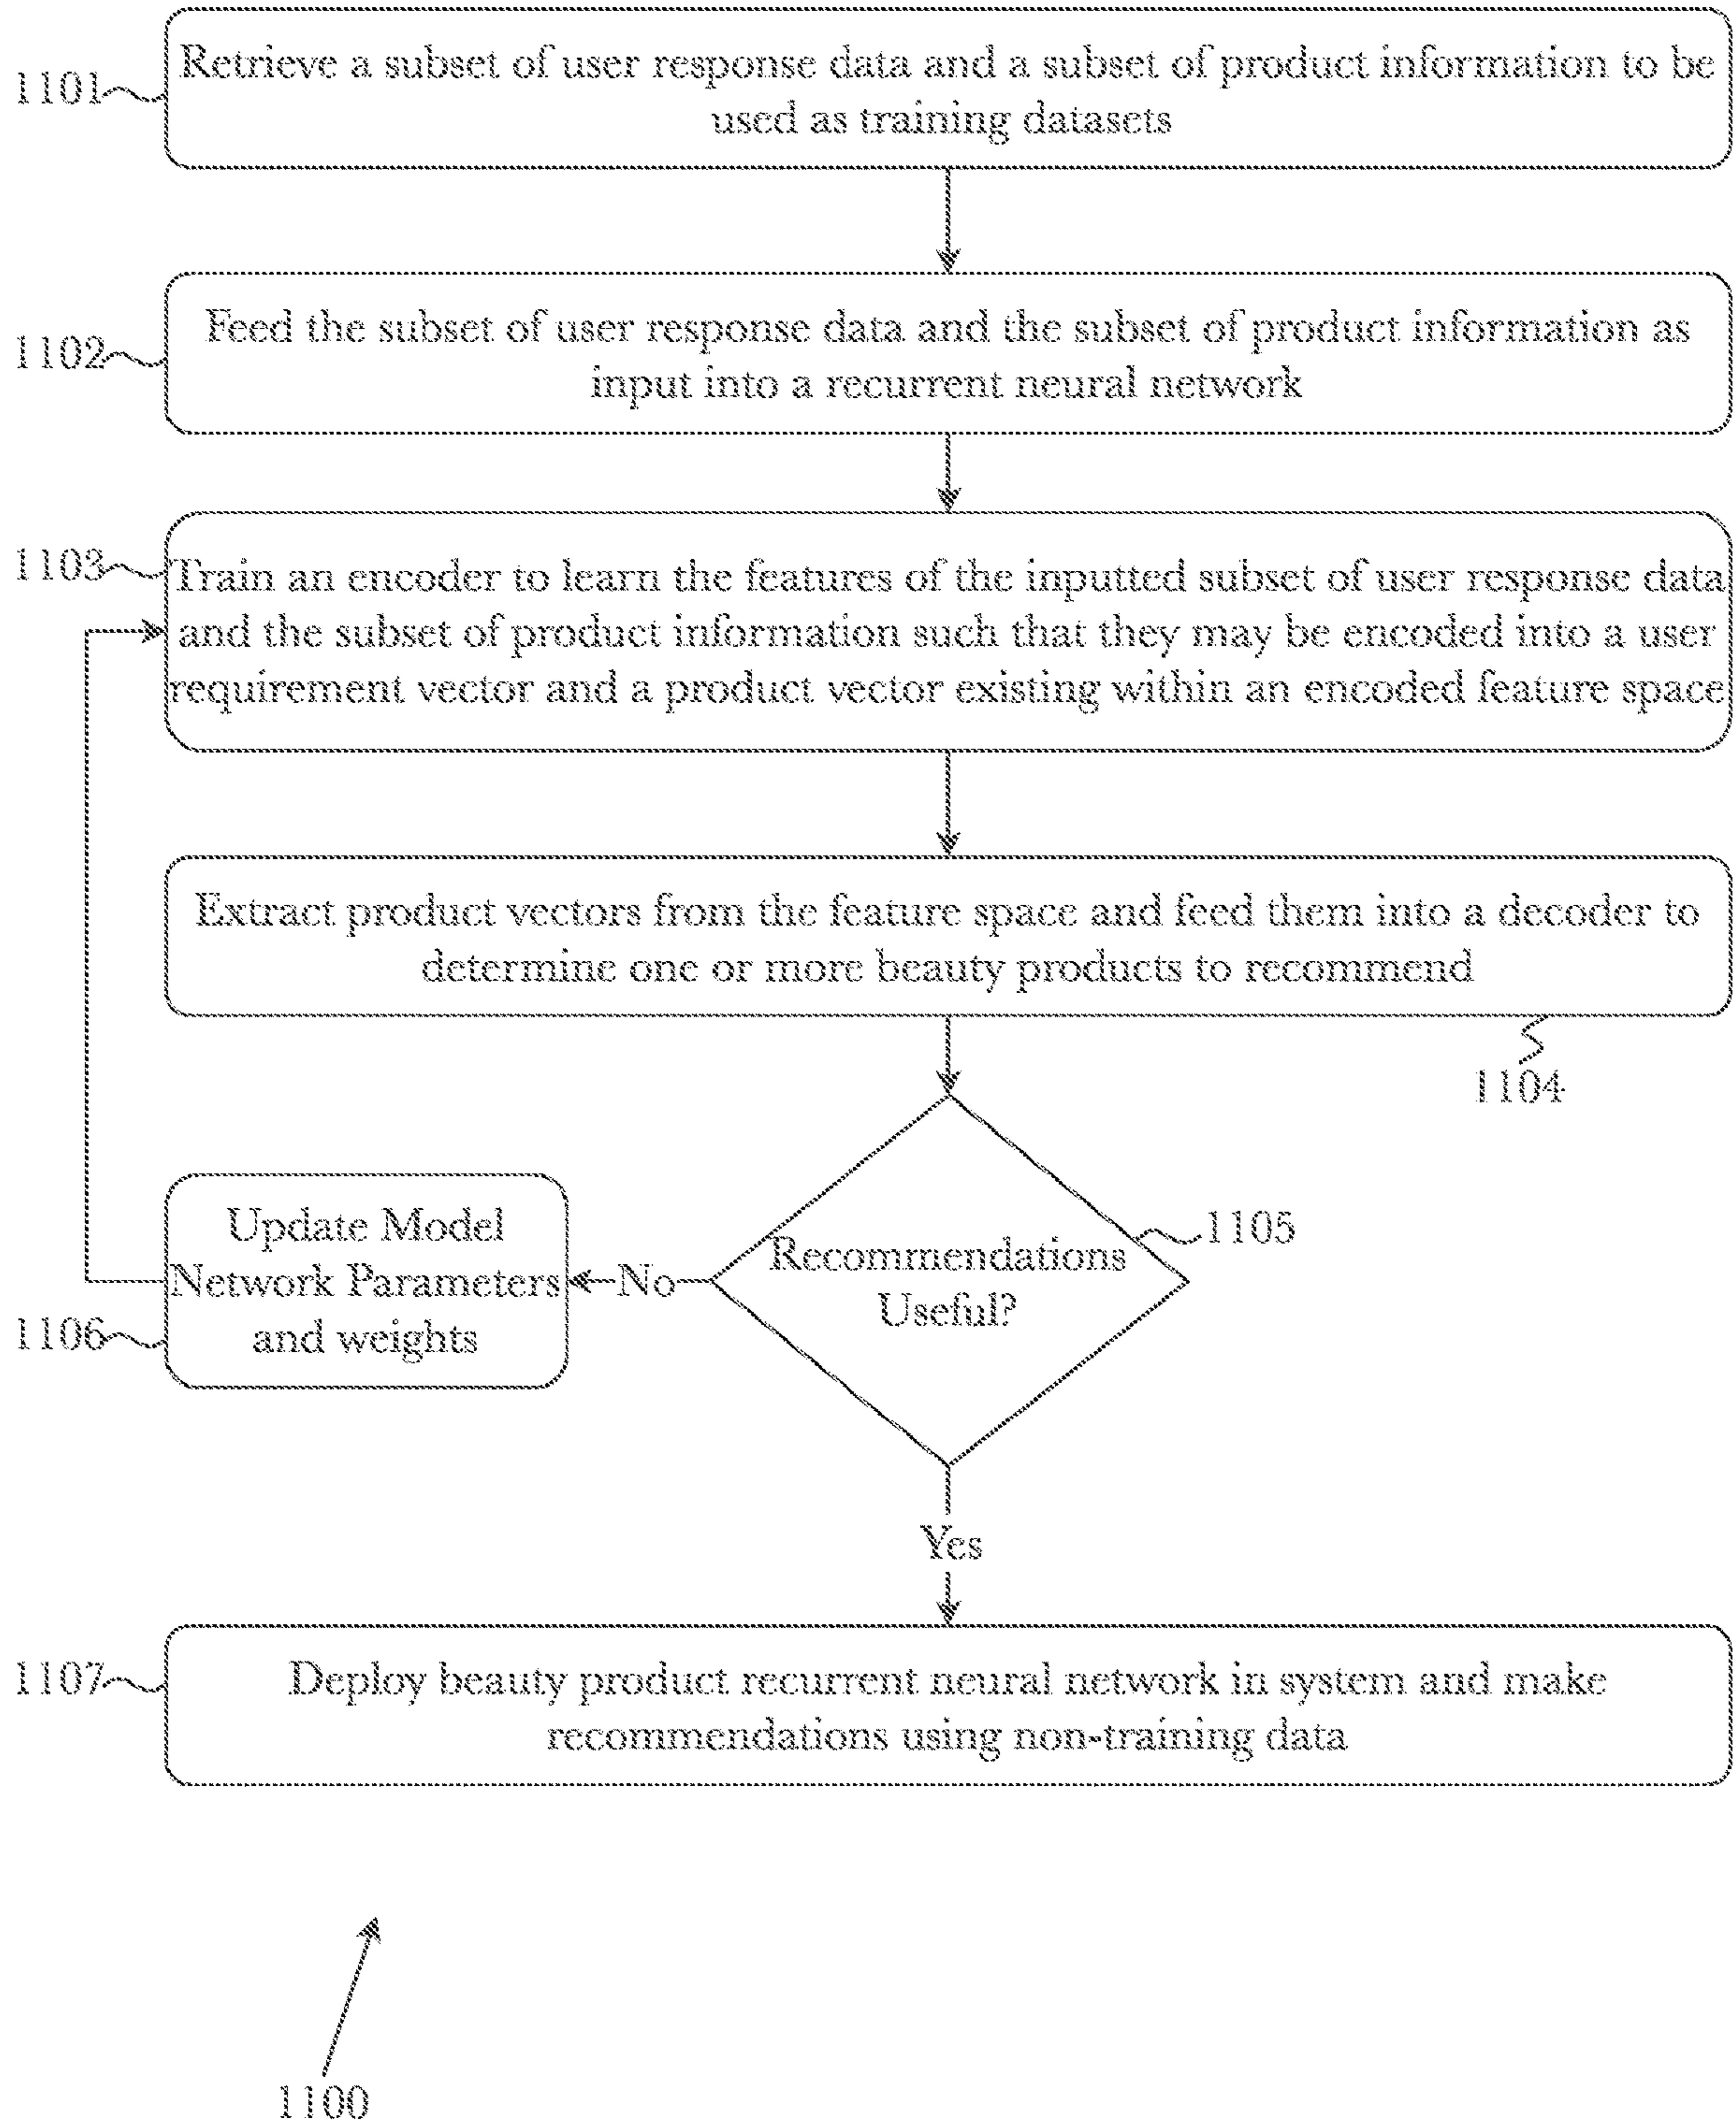 1101
Retrieve a subset of user response data and a subset of product information to be
used as training datasets
1102
Feed the subset of user response data and the subset of product information as
input into a recurrent neural network
1103
Train an encoder to learn the features of the inputted subset of user response data
and the subset of product information such that they may be encoded into a user
requirement vector and a product vector existing within an encoded feature space
Extract product vectors from the feature space and feed them into a decoder to
determine one or more beauty products to recommend
1104
1105
Recommendations
Useful?
No
Update Model
Network Parameters
and weights
1106
Yes
1107
Deploy beauty product recurrent neural network in system and make
recommendations using non-training data
1100